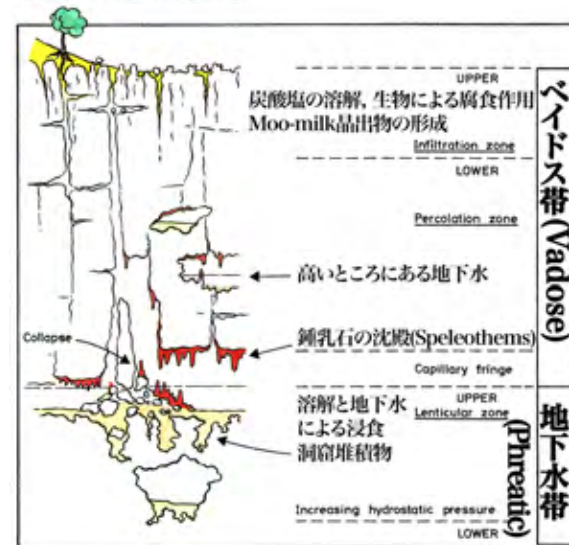 UPPER
炭酸塩の溶解, 生物による腐食作用
Moo-milk晶出物の形成
Infiltration zone
LOWER
Percolation zone
高いところにある地下水
Collapse
鍾乳石の沈殿(Speleothems)
Capillary fringe
ベイドス帯(Vadose)
UPPER
溶解と地下水
Lenticular zone
による浸食
洞窟堆積物
Increasing hydrostatic pressure
LOWER
地下水帯
(Phreatic)